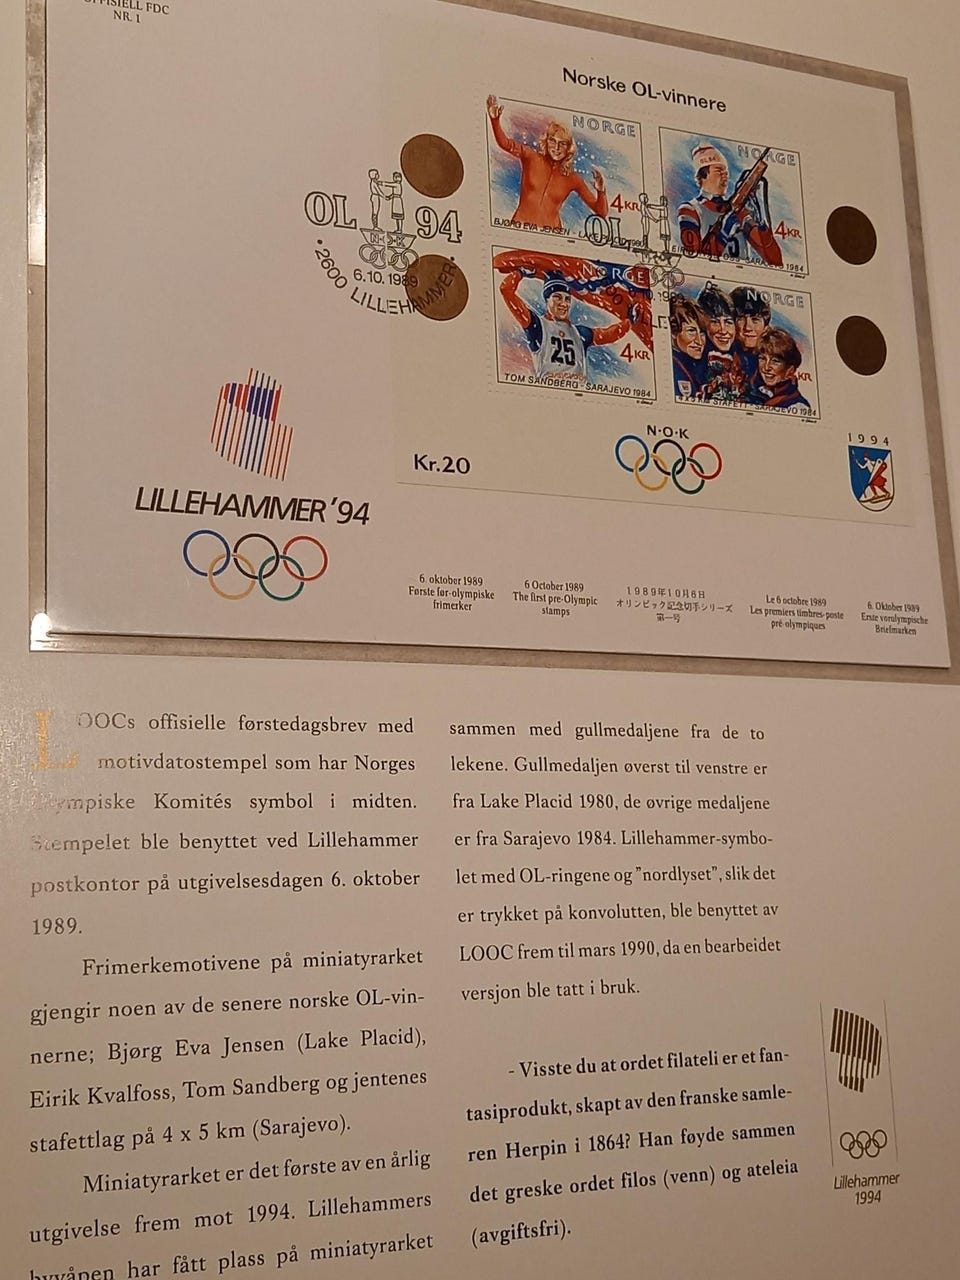 OFFISIELL FDC
NR. 1
Norske OL-vinnere
NORGE
4KR
BJØRG EVA JENSEN - LAKE PLACID 1980
NORGE
4KR
SARAJEVO 1984
NORGE
4KR
25
TOM SANDBERG - SARAJEVO 1984
NORGE
KR
4 x 5 KM STAFETT - SARAJEVO 1984
OL 94
N·O·K
6.10.1989
2600 LILLEHAMMER
OL 94
Kr.20
N·O·K
1994
LILLEHAMMER '94
6. oktober 1989
Første før-olympiske
frimerker
6 October 1989
The first pre-Olympic
stamps
1989年10月6日
オリンピック記念切手シリーズ
第一号
Le 6 octobre 1989
Les premiers timbres-poste
pré-olympiques
6. Oktober 1989
Erste vorolympische
Briefmarken
LOOCs offisielle førstedagsbrev med
motivdatostempel som har Norges
Olympiske Komités symbol i midten.
Stempelet ble benyttet ved Lillehammer
postkontor på utgivelsesdagen 6. oktober
1989.
Frimerkemotivene på miniatyrarket
gjengir noen av de senere norske OL-vin-
nerne; Bjørg Eva Jensen (Lake Placid),
Eirik Kvalfoss, Tom Sandberg og jentenes
stafettlag på 4 x 5 km (Sarajevo).
Miniatyrarket er det første av en årlig
utgivelse frem mot 1994. Lillehammers
byvåpen har fått plass på miniatyrarket
sammen med gullmedaljene fra de to
lekene. Gullmedaljen øverst til venstre er
fra Lake Placid 1980, de øvrige medaljene
er fra Sarajevo 1984. Lillehammer-symbo-
let med OL-ringene og "nordlyset", slik det
er trykket på konvolutten, ble benyttet av
LOOC frem til mars 1990, da en bearbeidet
versjon ble tatt i bruk.
- Visste du at ordet filateli er et fan-
tasiprodukt, skapt av den franske samle-
ren Herpin i 1864? Han føyde sammen
det greske ordet filos (venn) og ateleia
(avgiftsfri).
Lillehammer
1994